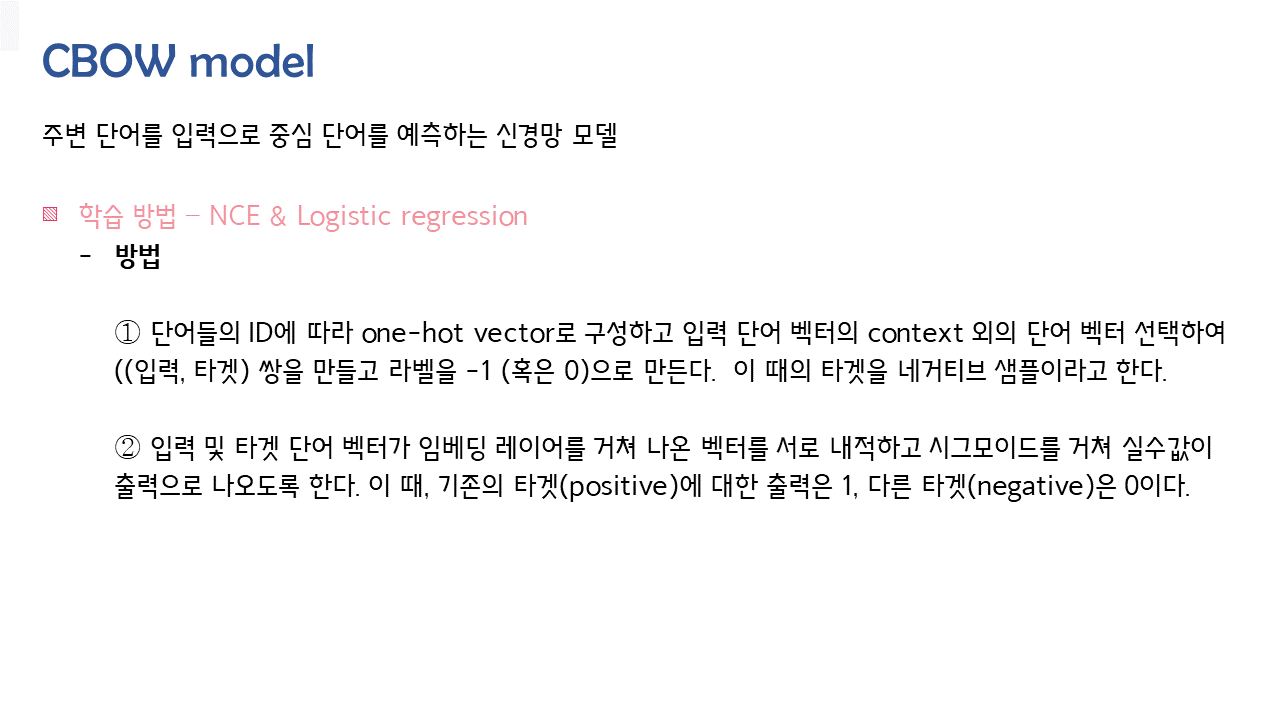 CBOW model
주변 단어를 입력으로 중심 단어를 예측하는 신경망 모델
학습 방법 – NCE & Logistic regression
- 방법
① 단어들의 ID에 따라 one-hot vector로 구성하고 입력 단어 벡터의 context 외의 단어 벡터 선택하여
((입력, 타겟) 쌍을 만들고 라벨을 -1 (혹은 0)으로 만든다. 이 때의 타겟을 네거티브 샘플이라고 한다.
② 입력 및 타겟 단어 벡터가 임베딩 레이어를 거쳐 나온 벡터를 서로 내적하고 시그모이드를 거쳐 실수값이
출력으로 나오도록 한다. 이 때, 기존의 타겟(positive)에 대한 출력은 1, 다른 타겟(negative)은 0이다.